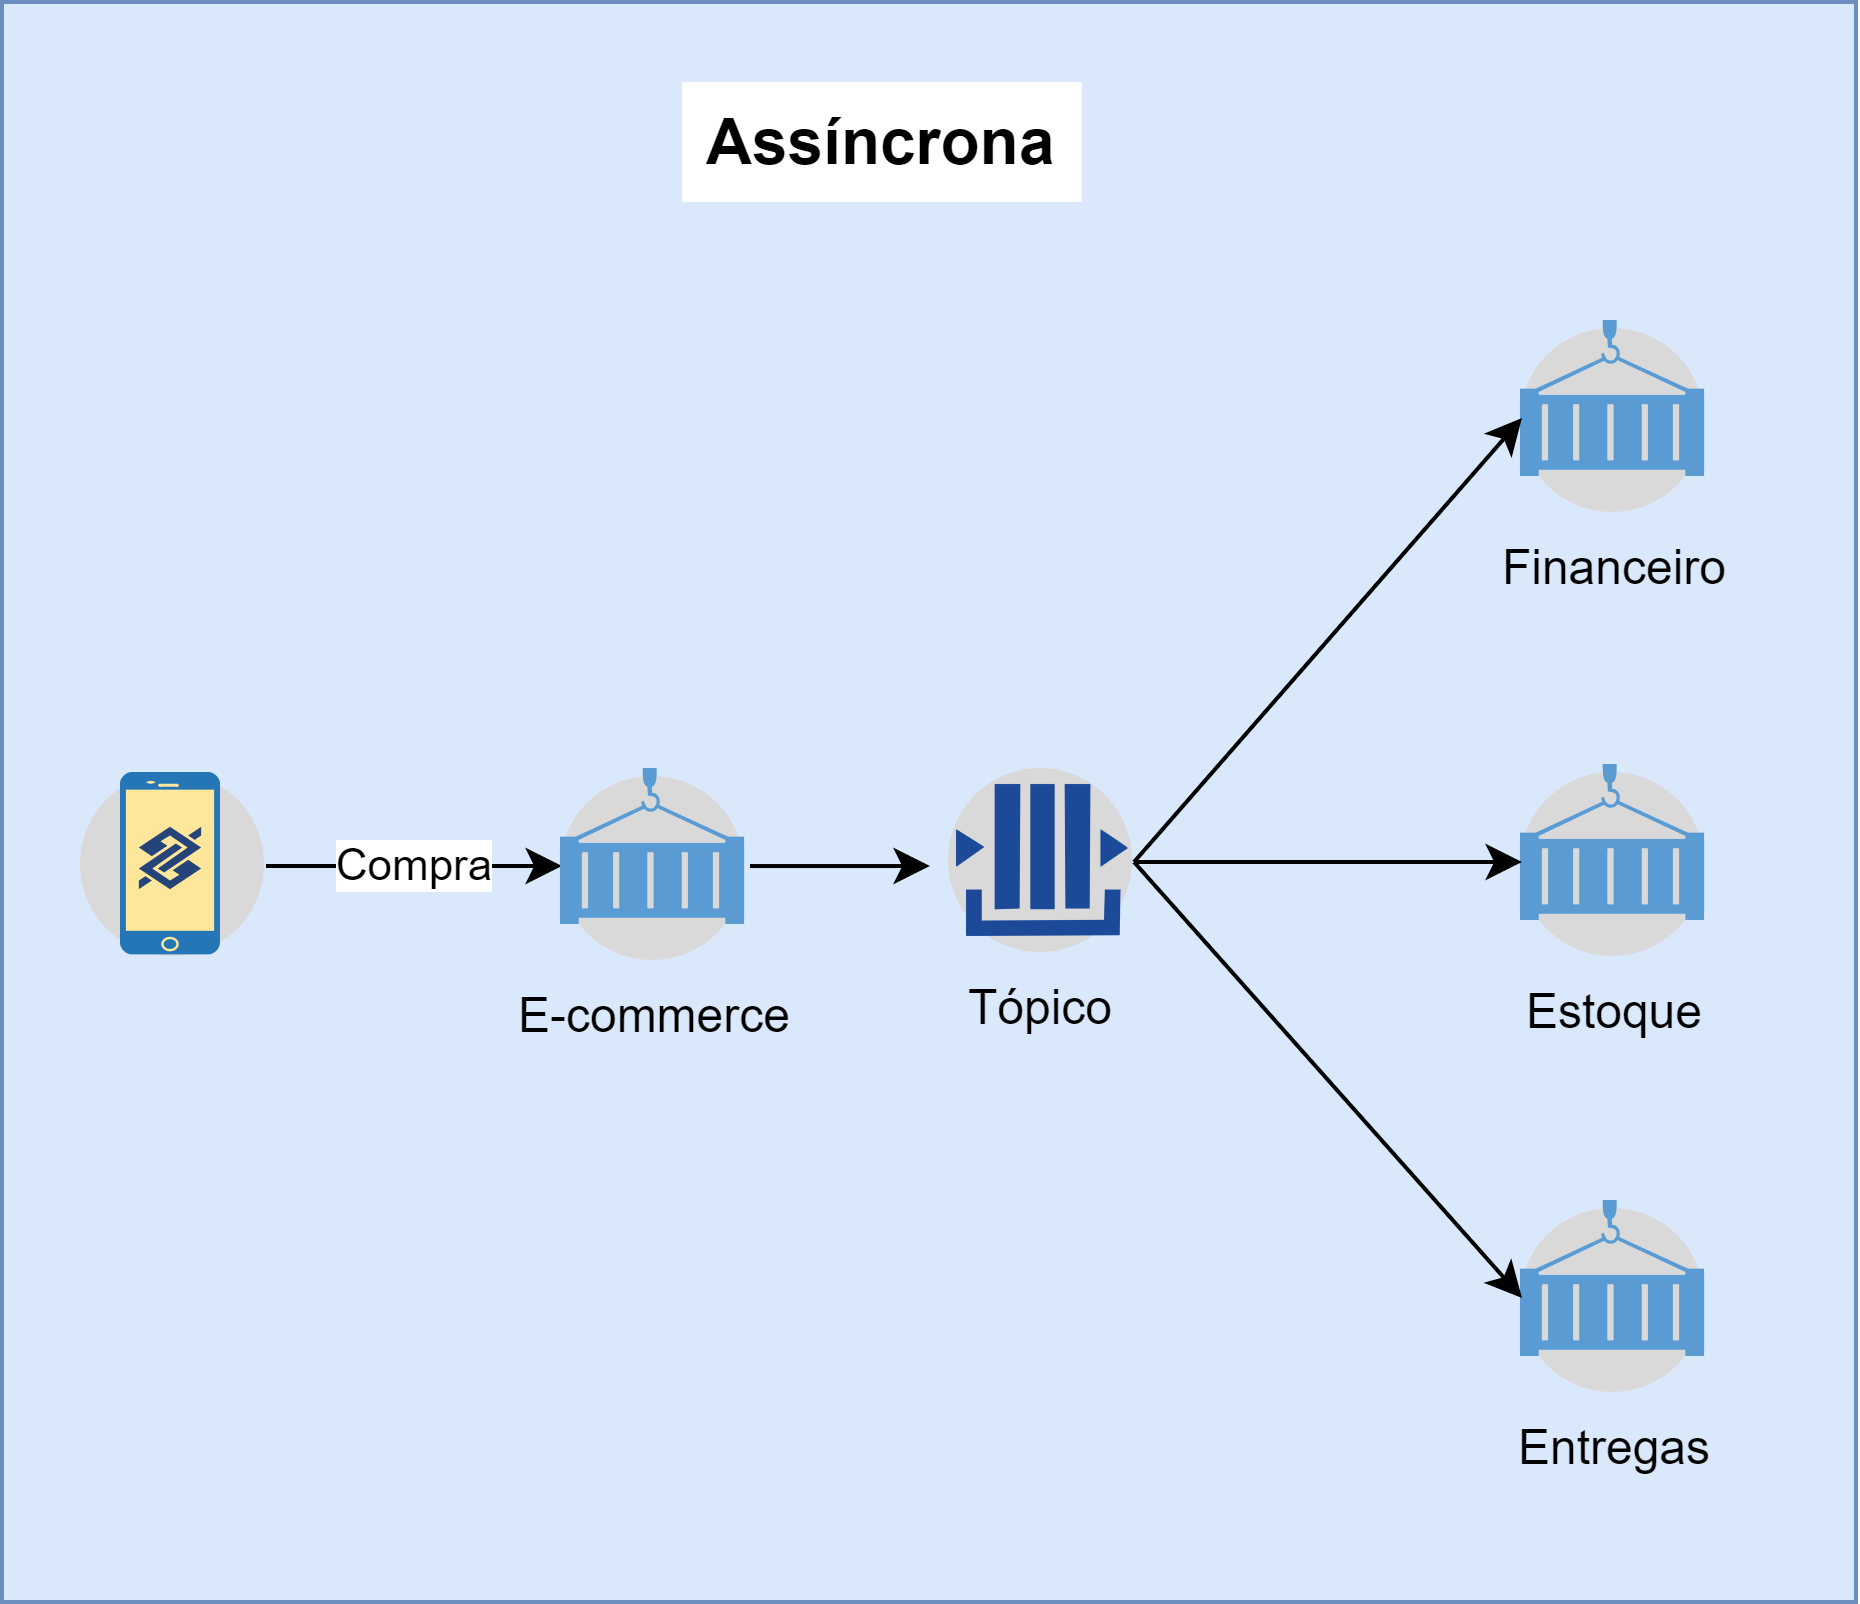 Assíncrona
Financeiro
Compra
E-commerce
Tópico
Estoque
Entregas